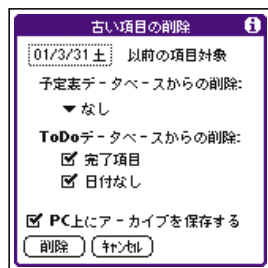 古い項目の削除
01/3/31 土 以前の項目対象
予定表データベースからの削除:
なし
ToDoデータベースからの削除:
完了項目
日付なし
PC上にアーカイブを保存する
削除 キャンセル